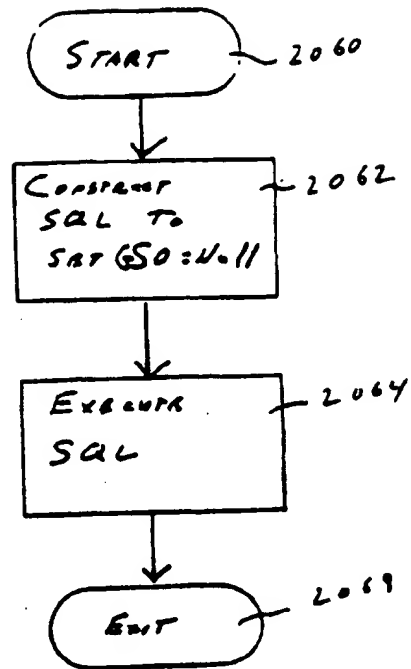 START
2060
CONSTRUCT
2062
SQL TO
SET GSO = Null
EXECUTE
2064
SQL
EXIT
2069